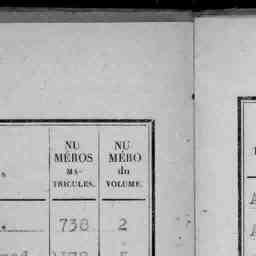 NU
MÉROS
MA-
TRICULES.
NU
MÉRO
du
VOLUME.
738 2